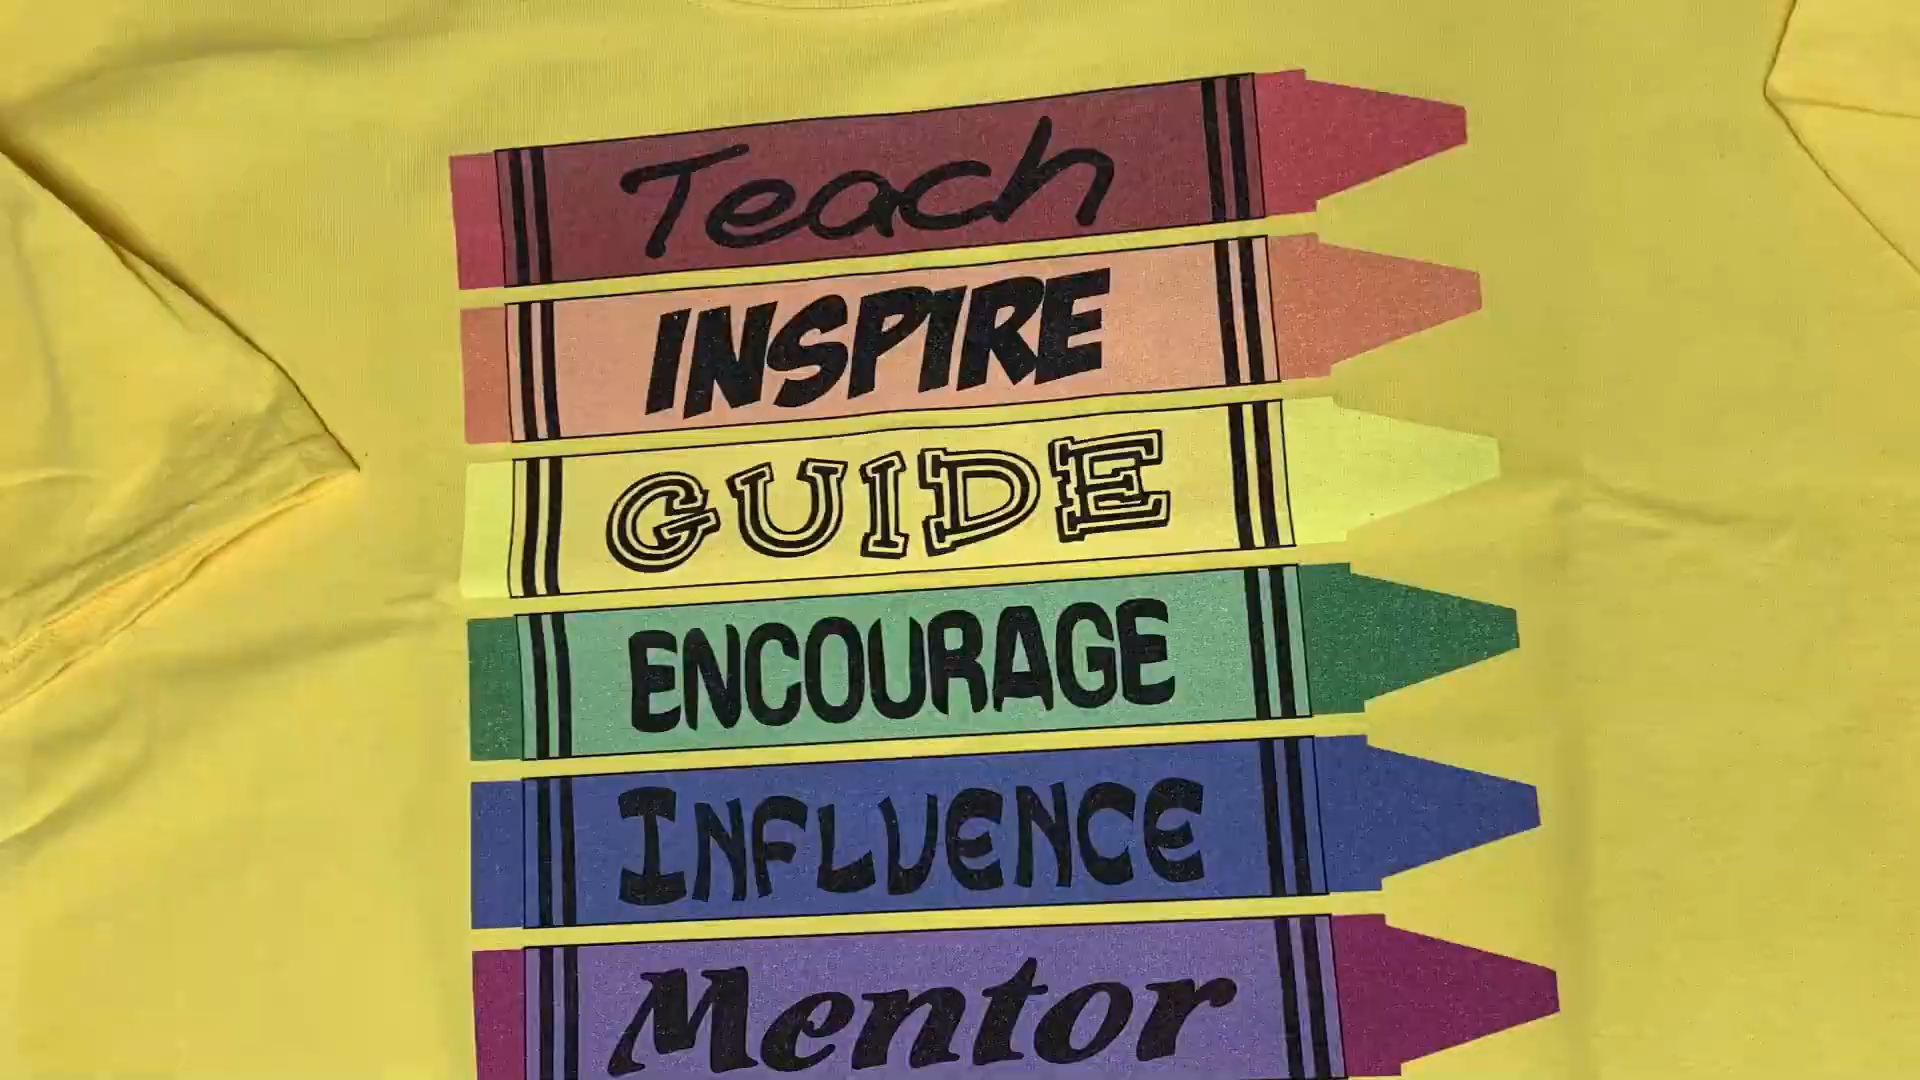 Teach
INSPIRE
GUIDE
ENCOURAGE
INFLUENCE
Mentor